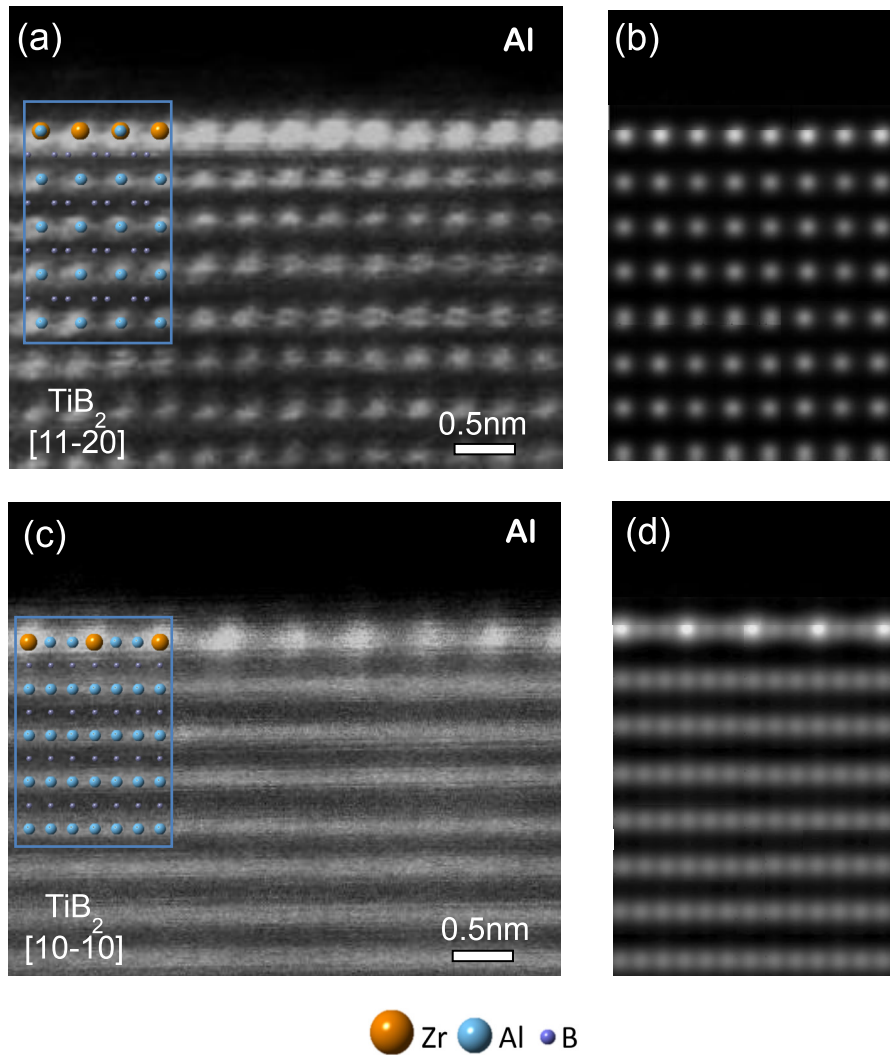 (a)
Al
(b)
TiB2
[11-20]
0.5nm
(c)
Al
(d)
TiB2
[10-10]
0.5nm
Zr Al B